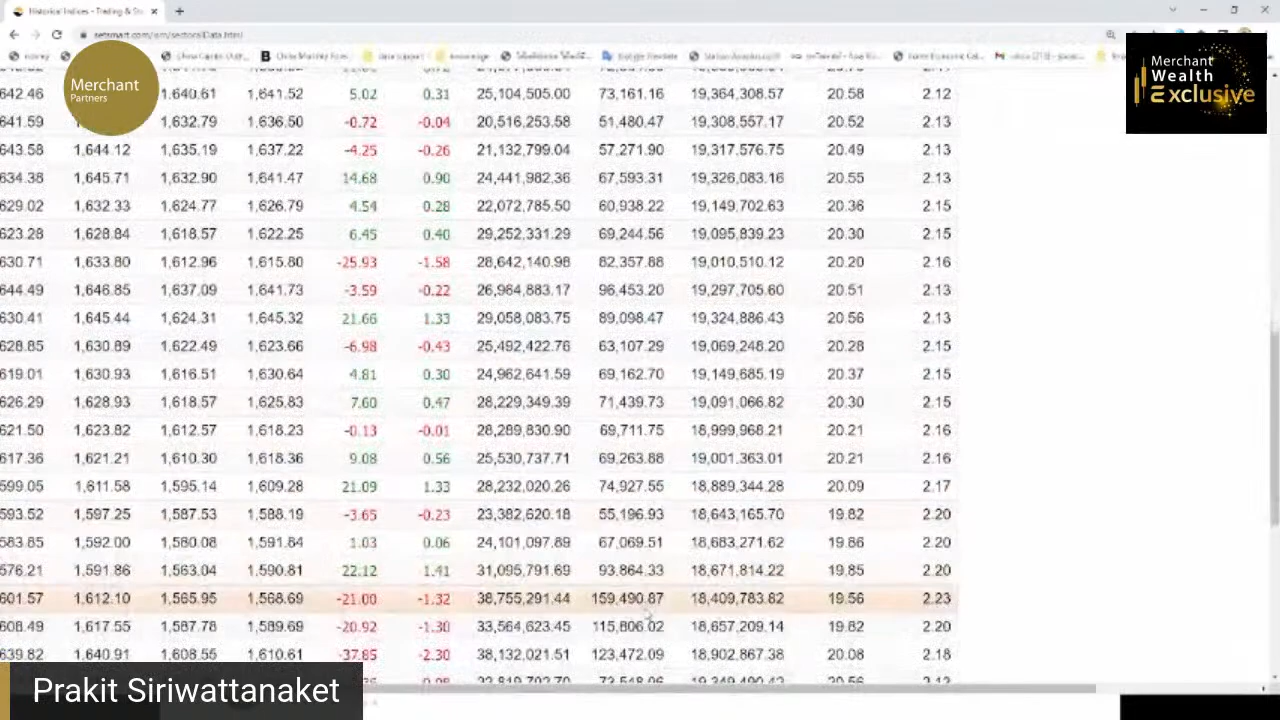 Historical Indices - Trading & Sto
setsmart.com/ism/sectoralData.html
Merchant
Partners
Merchant
Wealth
Exclusive
642.46 1,640.61 1,641.52 5.02 0.31 25,104,505.00 73,161.16 19,364,308.57 20.58 2.12
641.59 1,632.79 1,636.50 -0.72 -0.04 51,480.47 19,308,557.17 20.52 2.13
643.58 1,644.12 1,635.19 1,637.22 -4.25 -0.26 21,132,799.04 57,271.90 19,317,576.75 20.49 2.13
634.38 1,645.71 1,632.90 1,641.47 14.68 0.90 24,441,982.36 67,593.31 19,326,083.16 20.55 2.13
629.02 1,632.33 1,624.77 1,626.79 4.54 0.28 22,072,785.50 60,938.22 19,149,702.63 20.36 2.15
623.28 1,628.84 1,618.57 1,622.25 6.45 0.40 29,252,331.29 69,244.56 19,095,839.23 20.30 2.15
630.71 1,633.80 1,612.96 1,615.80 -25.93 -1.58 28,642,140.98 82,357.88 19,010,510.12 20.20 2.16
644.49 1,646.85 1,637.09 1,641.73 -3.59 -0.22 26,964,883.17 96,453.20 19,297,705.60 20.51 2.13
630.41 1,645.44 1,624.31 1,645.32 21.66 1.33 29,058,083.75 89,098.47 19,324,886.43 20.56 2.13
628.85 1,630.89 1,622.49 1,623.66 -6.98 -0.43 25,492,422.76 63,107.29 19,069,248.20 20.28 2.15
619.01 1,630.93 1,616.51 1,630.64 4.81 0.30 24,962,641.59 69,162.70 19,149,685.19 20.37 2.15
626.29 1,628.93 1,618.57 1,625.83 7.60 0.47 28,229,349.39 71,439.73 19,091,066.82 20.30 2.15
621.50 1,623.82 1,612.57 1,618.23 -0.13 -0.01 28,289,830.90 69,711.75 18,999,968.21 20.21 2.16
617.36 1,621.21 1,610.30 1,618.36 9.08 0.56 25,530,737.71 69,263.88 19,001,363.01 20.21 2.16
599.05 1,611.58 1,595.14 1,609.28 21.09 1.33 28,232,020.26 74,927.55 18,889,344.28 20.09 2.17
593.52 1,597.25 1,587.53 1,588.19 -3.65 -0.23 23,382,620.18 55,196.93 18,643,165.70 19.82 2.20
583.85 1,592.00 1,580.08 1,591.84 1.03 0.06 24,101,097.89 67,069.51 18,683,271.62 19.86 2.20
576.21 1,591.86 1,563.04 1,590.81 22.12 1.41 31,095,791.69 93,864.33 18,671,814.22 19.85 2.20
601.57 1,612.10 1,565.95 1,568.69 -21.00 -1.32 38,755,291.44 159,490.87 18,409,783.82 19.56 2.23
608.49 1,617.55 1,587.78 1,589.69 -20.92 -1.30 33,564,623.45 115,806.02 18,657,209.14 19.82 2.20
639.82 1,640.91 1,608.55 1,610.61 -37.85 -2.30 38,132,021.51 123,472.09 18,902,867.38 20.08 2.18
Prakit Siriwattanaket